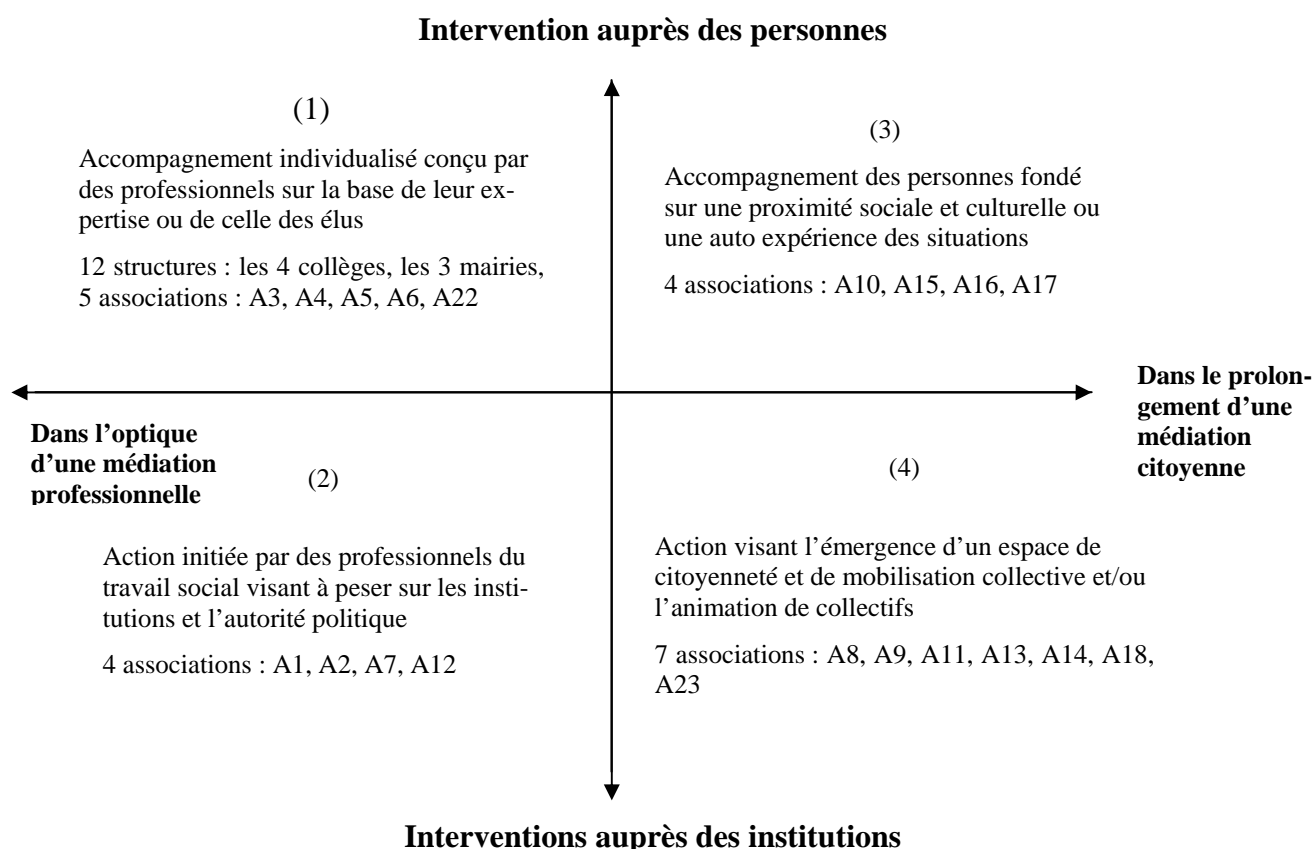 Intervention auprès des personnes
(1)
Accompagnement individualisé conçu par
des professionnels sur la base de leur ex-
pertise ou de celle des élus
12 structures : les 4 collèges, les 3 mairies,
5 associations : A3, A4, A5, A6, A22
(3)
Accompagnement des personnes fondé
sur une proximité sociale et culturelle ou
une auto expérience des situations
4 associations : A10, A15, A16, A17
Dans l’optique
d’une médiation
professionnelle
Dans le prolon-
gement d’une
médiation
citoyenne
(2)
Action initiée par des professionnels du
travail social visant à peser sur les insti-
tutions et l’autorité politique
4 associations : A1, A2, A7, A12
(4)
Action visant l’émergence d’un espace de
citoyenneté et de mobilisation collective et/ou
l’animation de collectifs
7 associations : A8, A9, A11, A13, A14, A18,
A23
Interventions auprès des institutions